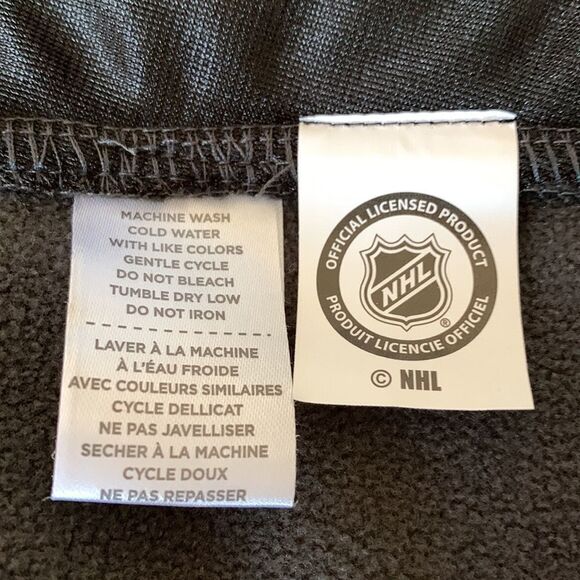 MACHINE WASH
COLD WATER
WITH LIKE COLORS
GENTLE CYCLE
DO NOT BLEACH
TUMBLE DRY LOW
DO NOT IRON
LAVER À LA MACHINE
À L'ÉAU FROIDE
AVEC COULEURS SIMILAIRES
CYCLE DELLICAT
NE PAS JAVELLISER
SECHER À LA MACHINE
CYCLE DOUX
NE PAS REPASSER
OFFICIAL LICENSED PRODUCT
NHL
®
PRODUIT LICENCIE OFFICIEL
© NHL